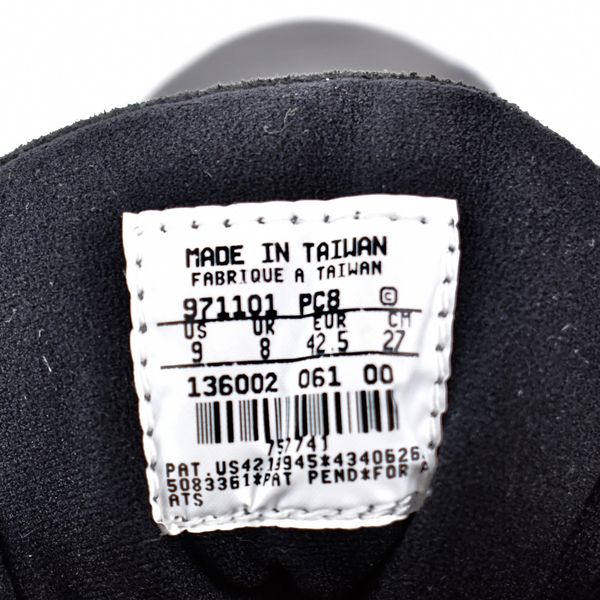 MADE IN TAIWAN
FABRIQUE A TAIWAN
971101 PC8 ©
US UK EUR CM
9 8 42.5 27
136002 061 00
PAT.US4219945*4340626.
5083361*PAT PEND*FOR A
ATS